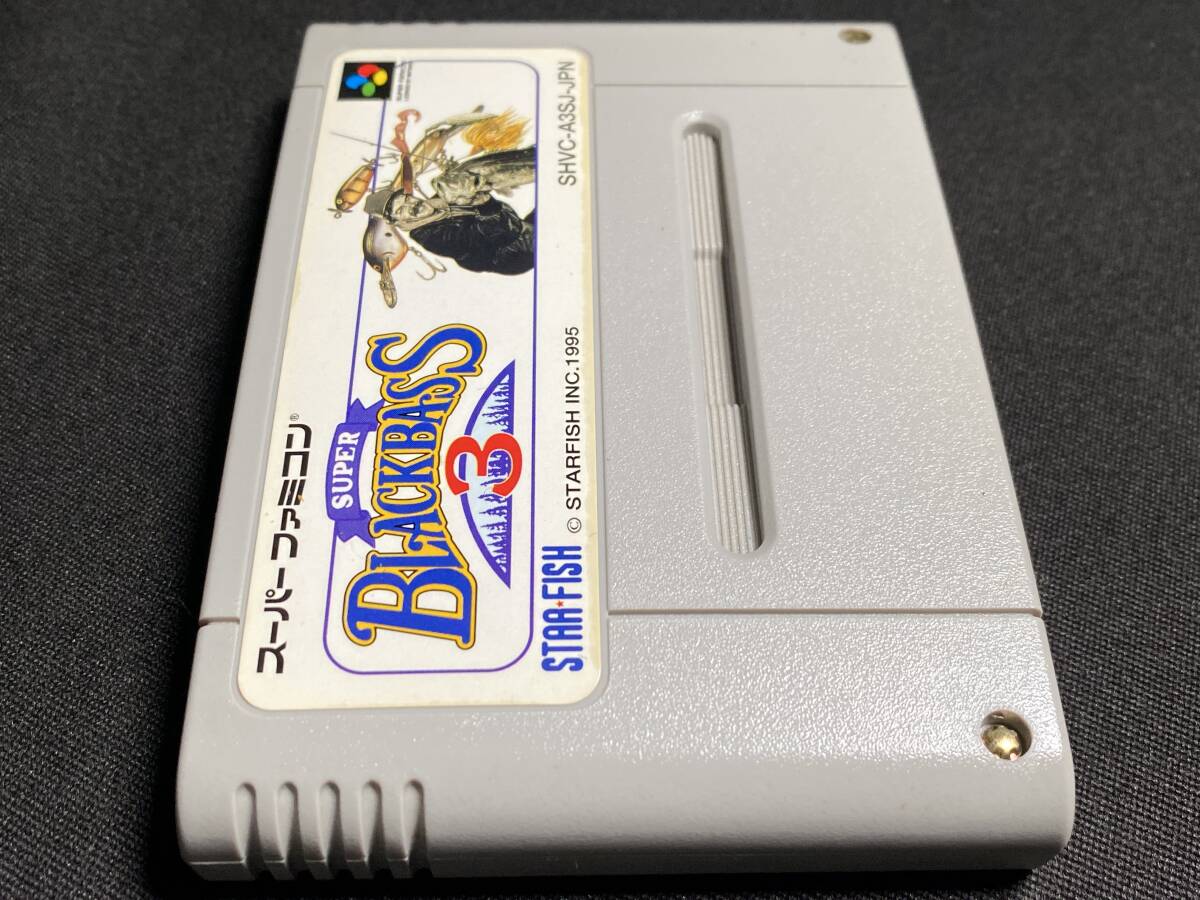 スーパーファミコン®
SUPER
BLACKBASS
3
STAR★FISH
© STARFISH INC.1995
SHVC-A3SJ-JPN